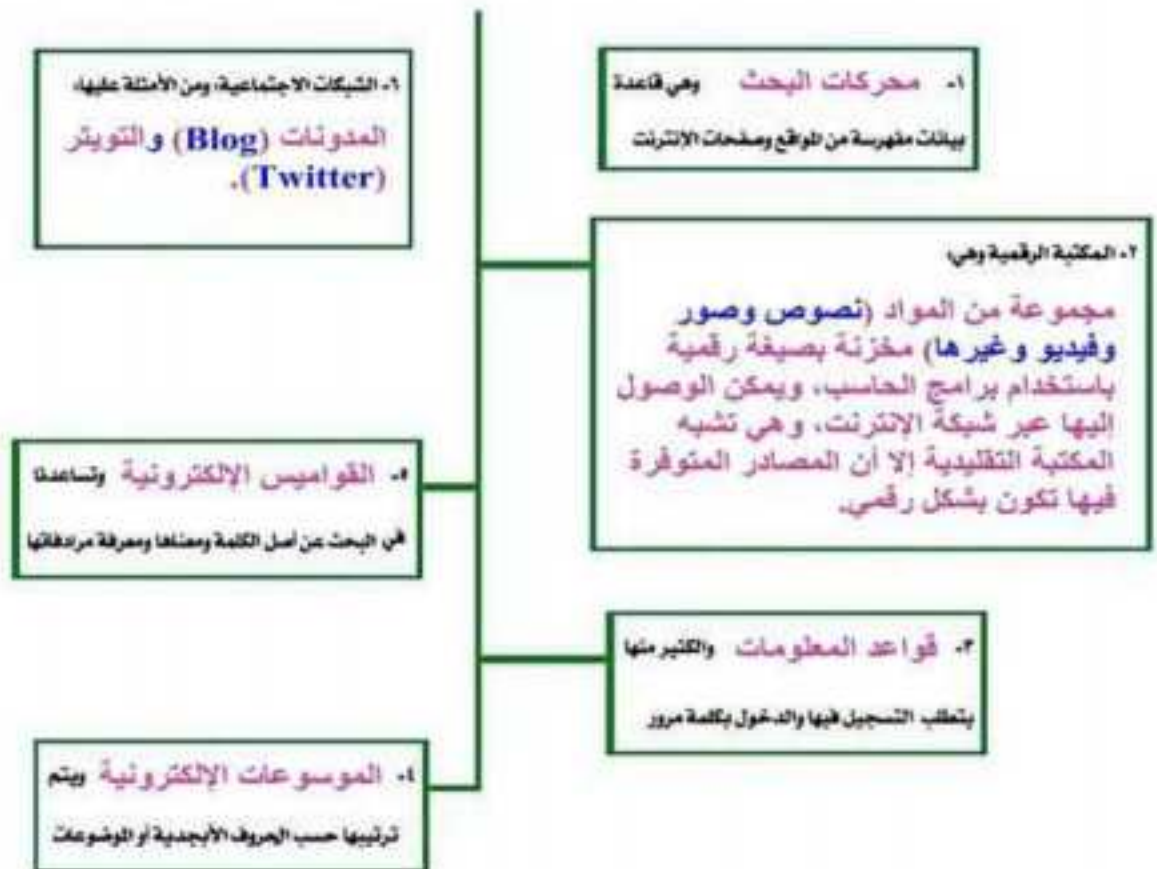 ١- محركات البحث وهي قاعدة
بيانات مفهرسة من المواقع وصفحات الإنترنت
٢- المكتبة الرقمية وهي:
مجموعة من المواد (نصوص وصور
وفيديو وغيرها) مخزنة بصيغة رقمية
باستخدام برامج الحاسب، ويمكن الوصول
إليها عبر شبكة الإنترنت، وهي تشبه
المكتبة التقليدية إلا أن المصادر المتوفرة
فيها تكون بشكل رقمي.
٣- قواعد المعلومات والكثير منها
يتطلب التسجيل فيها والدخول بكلمة مرور
٤- الموسوعات الإلكترونية ويتم
ترتيبها حسب الحروف الأبجدية أو الموضوعات
٥- القواميس الإلكترونية وتساعدنا
في البحث عن أصل الكلمة ومعناها ومعرفة مرادفاتها
٦- الشبكات الاجتماعية، ومن الأمثلة عليها:
المدونات (Blog) والتويتر
(Twitter).